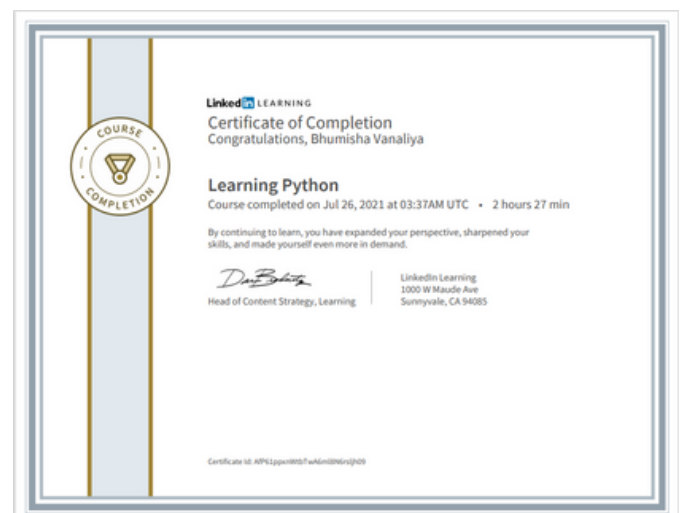 COURSE
COMPLETION
Linked in LEARNING
Certificate of Completion
Congratulations, Bhumisha Vanaliya
Learning Python
Course completed on Jul 26, 2021 at 03:37AM UTC • 2 hours 27 min
By continuing to learn, you have expanded your perspective, sharpened your
skills, and made yourself even more in demand.
Head of Content Strategy, Learning
LinkedIn Learning
1000 W Maude Ave
Sunnyvale, CA 94085
Certificate Id: